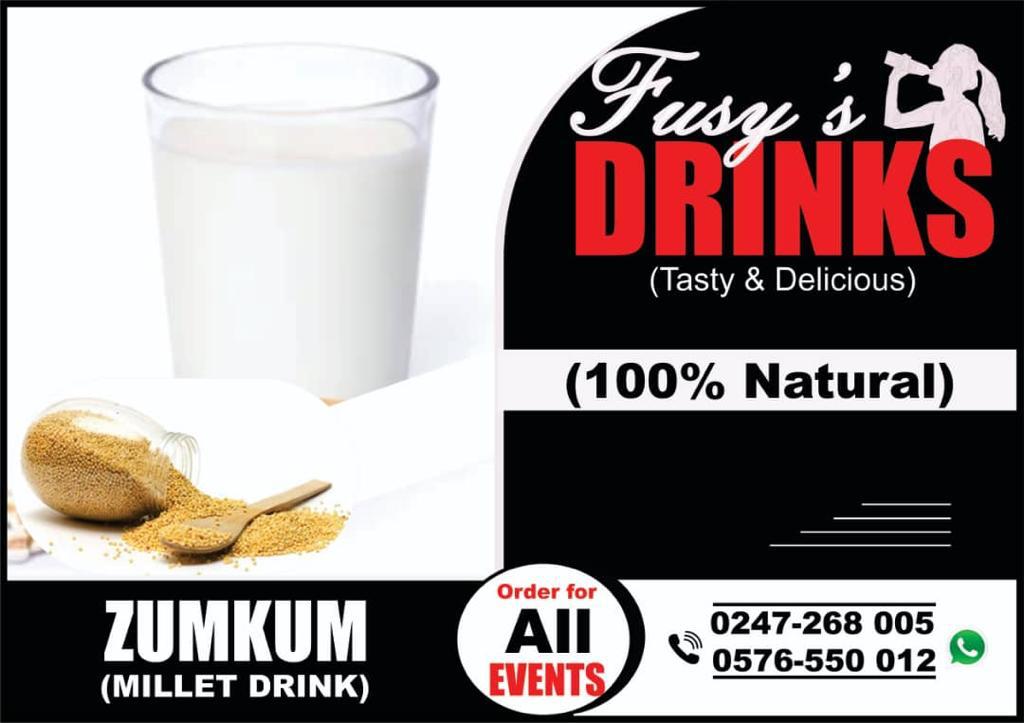 Fusy's
DRINKS
(Tasty & Delicious)
(100% Natural)
ZUMKUM
(MILLET DRINK)
Order for
All
EVENTS
0247-268 005
0576-550 012